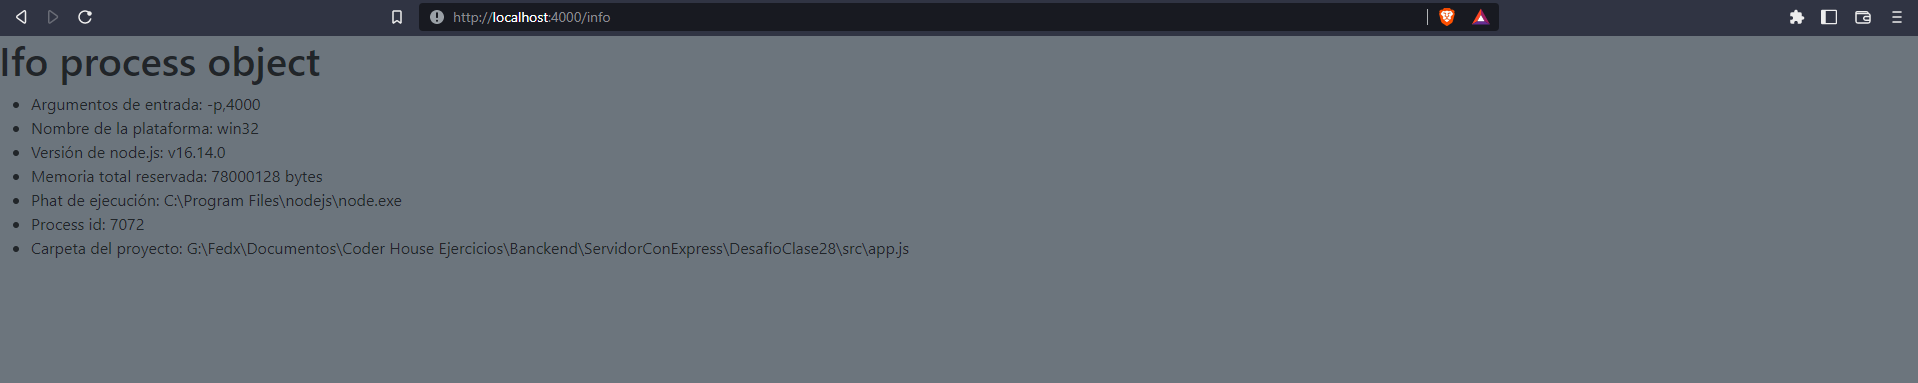 http://localhost:4000/info
Ifo process object
Argumentos de entrada: -p,4000
Nombre de la plataforma: win32
Versión de node.js: v16.14.0
Memoria total reservada: 78000128 bytes
Phat de ejecución: C:\Program Files\nodejs\node.exe
Process id: 7072
Carpeta del proyecto: G:\Fedx\Documentos\Coder House Ejercicios\Banckend\ServidorConExpress\DesafioClase28\src\app.js